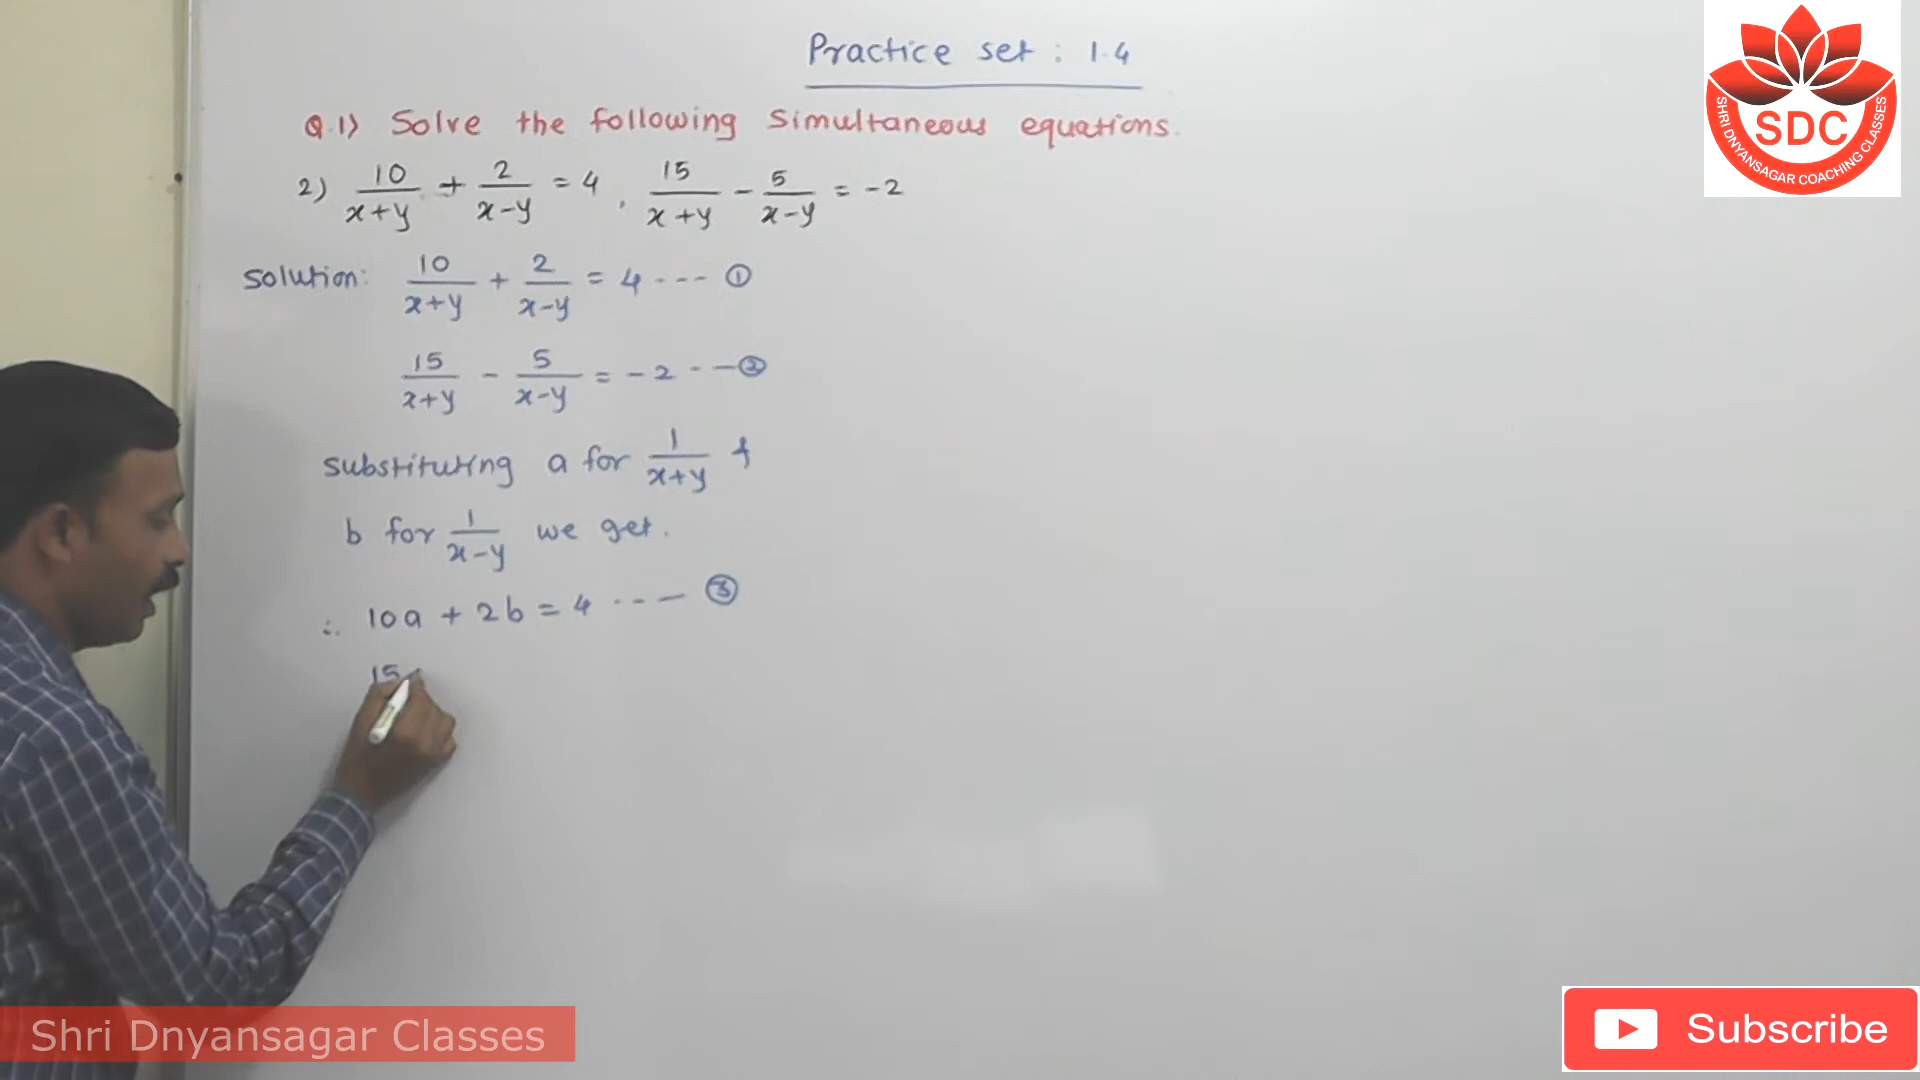 Practice set : 1.4
Q.1) Solve the following Simultaneous equations.
2) 10/(x+y) + 2/(x-y) = 4 , 15/(x+y) - 5/(x-y) = -2
Solution: 10/(x+y) + 2/(x-y) = 4 --- ①
15/(x+y) - 5/(x-y) = -2 --- ②
substituting a for 1/(x+y) &
b for 1/(x-y) we get.
∴ 10a + 2b = 4 --- ③
15
SDC
SHRI DNYANSAGAR COACHING CLASSES
Shri Dnyansagar Classes
Subscribe